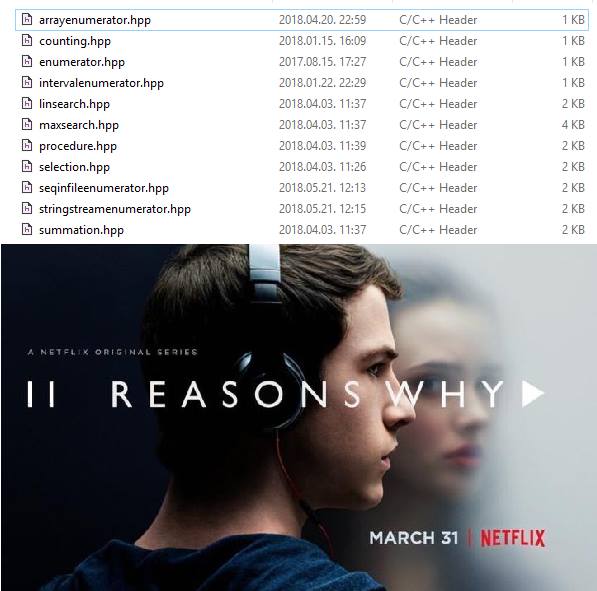 arrayenumerator.hpp 2018.04.20. 22:59 C/C++ Header 1 KB
counting.hpp 2018.01.15. 16:09 C/C++ Header 1 KB
enumerator.hpp 2017.08.15. 17:27 C/C++ Header 1 KB
intervalenumerator.hpp 2018.01.22. 22:29 C/C++ Header 1 KB
linsearch.hpp 2018.04.03. 11:37 C/C++ Header 2 KB
maxsearch.hpp 2018.04.03. 11:37 C/C++ Header 4 KB
procedure.hpp 2018.04.03. 11:39 C/C++ Header 2 KB
selection.hpp 2018.04.03. 11:26 C/C++ Header 2 KB
seqinfileenumerator.hpp 2018.05.21. 12:13 C/C++ Header 2 KB
stringstreamenumerator.hpp 2018.05.21. 12:15 C/C++ Header 2 KB
summation.hpp 2018.04.03. 11:37 C/C++ Header 2 KB
A NETFLIX ORIGINAL SERIES
11 REASONS WHY
MARCH 31 | NETFLIX